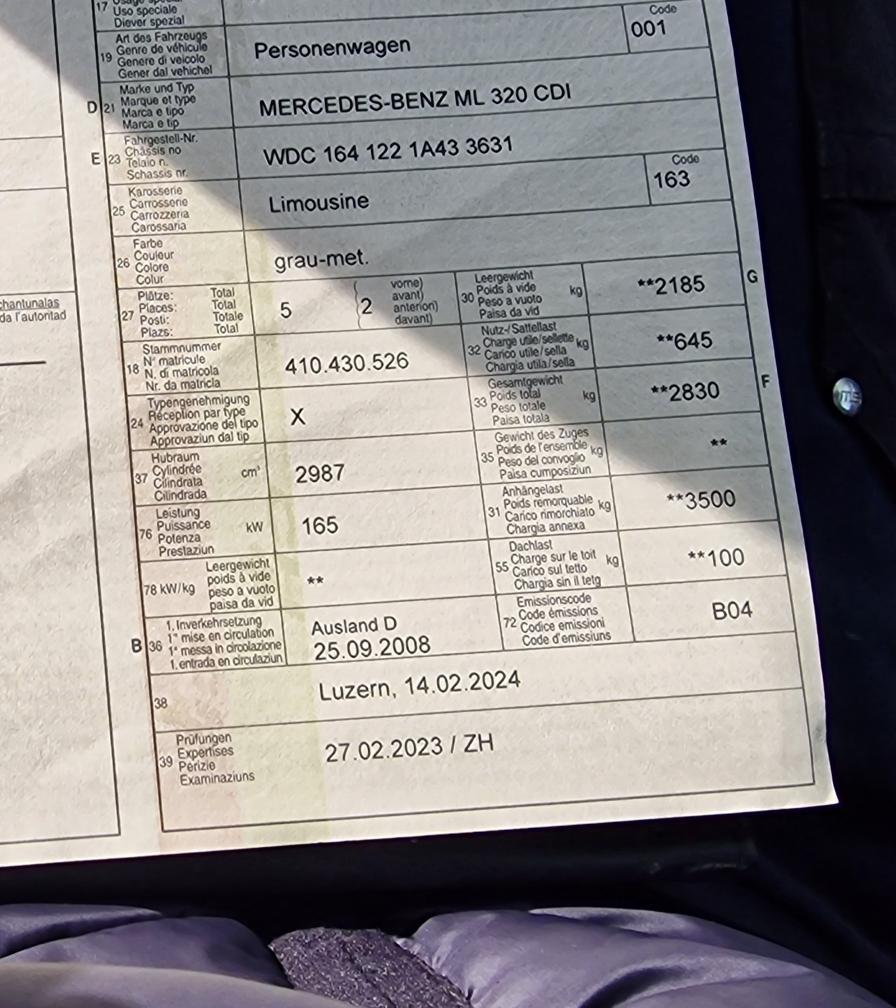 17 Uso speciale
Diever spezial
Art des Fahrzeugs
Genre de véhicule
19 Genere di veicolo
Gener dal vehichel
Personenwagen
Code
001
Marke und Typ
D 21 Marque et type
Marca e tipo
Marca e tip
MERCEDES-BENZ ML 320 CDI
Fahrgestell-Nr.
E 23 Châssis no
Telaio n.
Schassis nr.
WDC 164 122 1A43 3631
Karosserie
25 Carrosserie
Carrozzeria
Carossaria
Limousine
Code
163
Farbe
26 Couleur
Colore
Colur
grau-met.
Plätze: Total
27 Places: Total
Posti: Totale
Plazs: Total
5 (2 vorne)
avant)
anteriori)
davant)
Leergewicht
30 Poids à vide kg
Peso a vuoto
Paisa da vid
**2185
G
Stammnummer
18 N° matricule
N. di matricola
Nr. da matricla
410.430.526
Nutz-/Sattellast
32 Charge utile/sellette kg
Carico utile/sella
Chargia utila/sella
**645
Typengenehmigung
24 Réception par type
Approvazione del tipo
Approvaziun dal tip
X
Gesamtgewicht
33 Poids total kg
Peso totale
Paisa totala
**2830
F
Hubraum
37 Cylindrée cm³
Cilindrata
Cilindrada
2987
Gewicht des Zuges
35 Poids de l'ensemble kg
Peso del convoglio
Paisa cumposiziun
**
Leistung
76 Puissance kW
Potenza
Prestaziun
165
Anhängelast
31 Poids remorquable kg
Carico rimorchiato
Chargia annexa
**3500
Leergewicht
78 kW/kg poids à vide
peso a vuoto
paisa da vid
**
Dachlast
55 Charge sur le toit kg
Carico sul tetto
Chargia sin il tetg
**100
1. Inverkehrsetzung
B 36 1re mise en circulation
1a messa in circolazione
1. entrada en circulaziun
Ausland D
25.09.2008
Emissionscode
72 Code émissions
Codice emissioni
Code d'emissiuns
B04
38
Luzern, 14.02.2024
Prüfungen
39 Expertises
Perizie
Examinaziuns
27.02.2023 / ZH
chantunalas
da l'autoritad